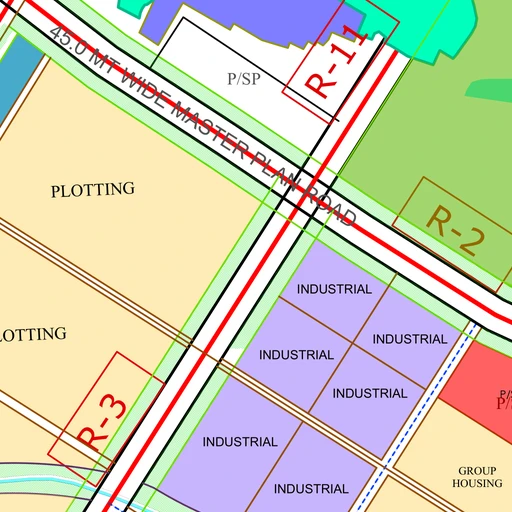 R-11
P/SP
45.0 MT WIDE MASTER PLAN ROAD
PLOTTING
R-2
INDUSTRIAL
INDUSTRIAL
INDUSTRIAL
LOTTING
INDUSTRIAL
R-3
INDUSTRIAL
INDUSTRIAL
GROUP
HOUSING